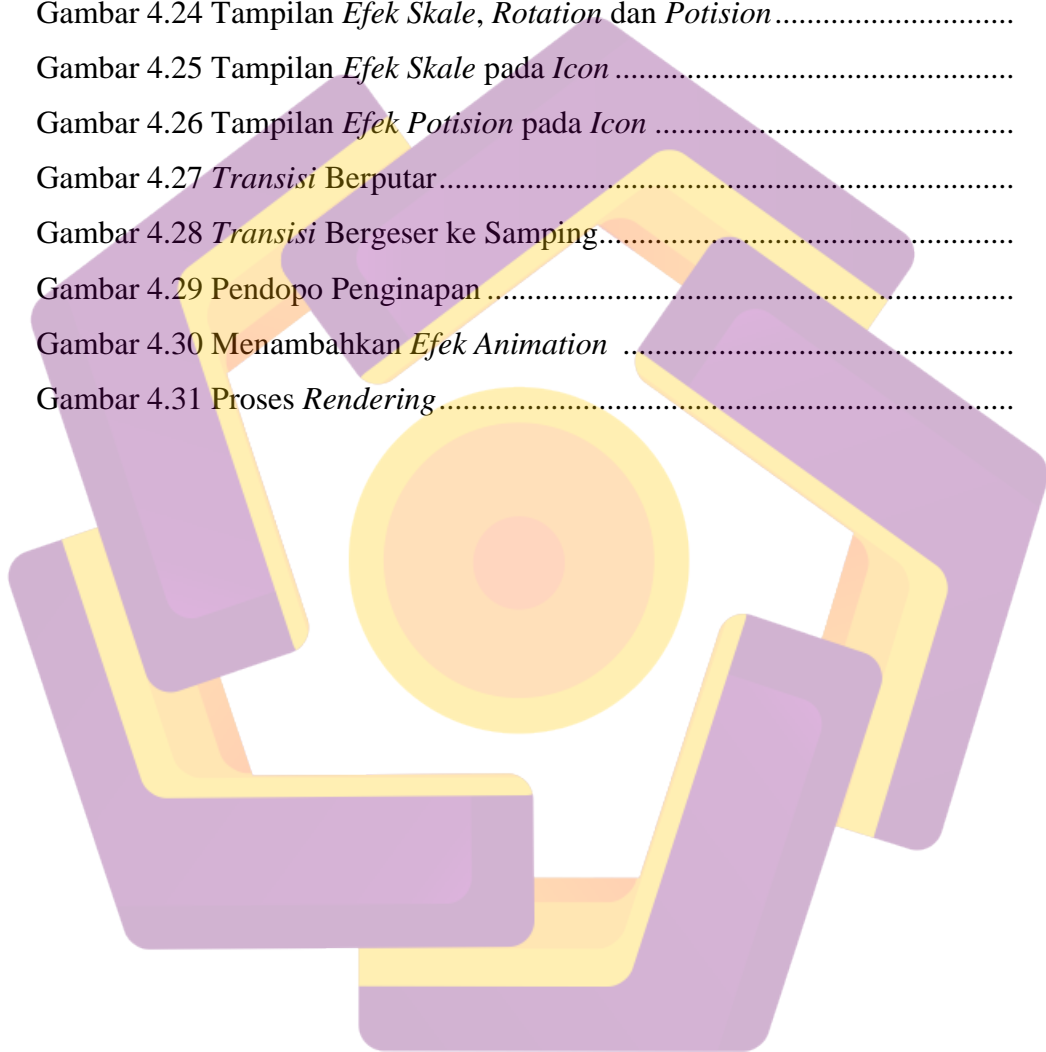 Gambar 4.24 Tampilan Efek Skale, Rotation dan Potision..............................
Gambar 4.25 Tampilan Efek Skale pada Icon..................................................
Gambar 4.26 Tampilan Efek Potision pada Icon .............................................
Gambar 4.27 Transisi Berputar........................................................................
Gambar 4.28 Transisi Bergeser ke Samping....................................................
Gambar 4.29 Pendopo Penginapan ..................................................................
Gambar 4.30 Menambahkan Efek Animation .................................................
Gambar 4.31 Proses Rendering........................................................................